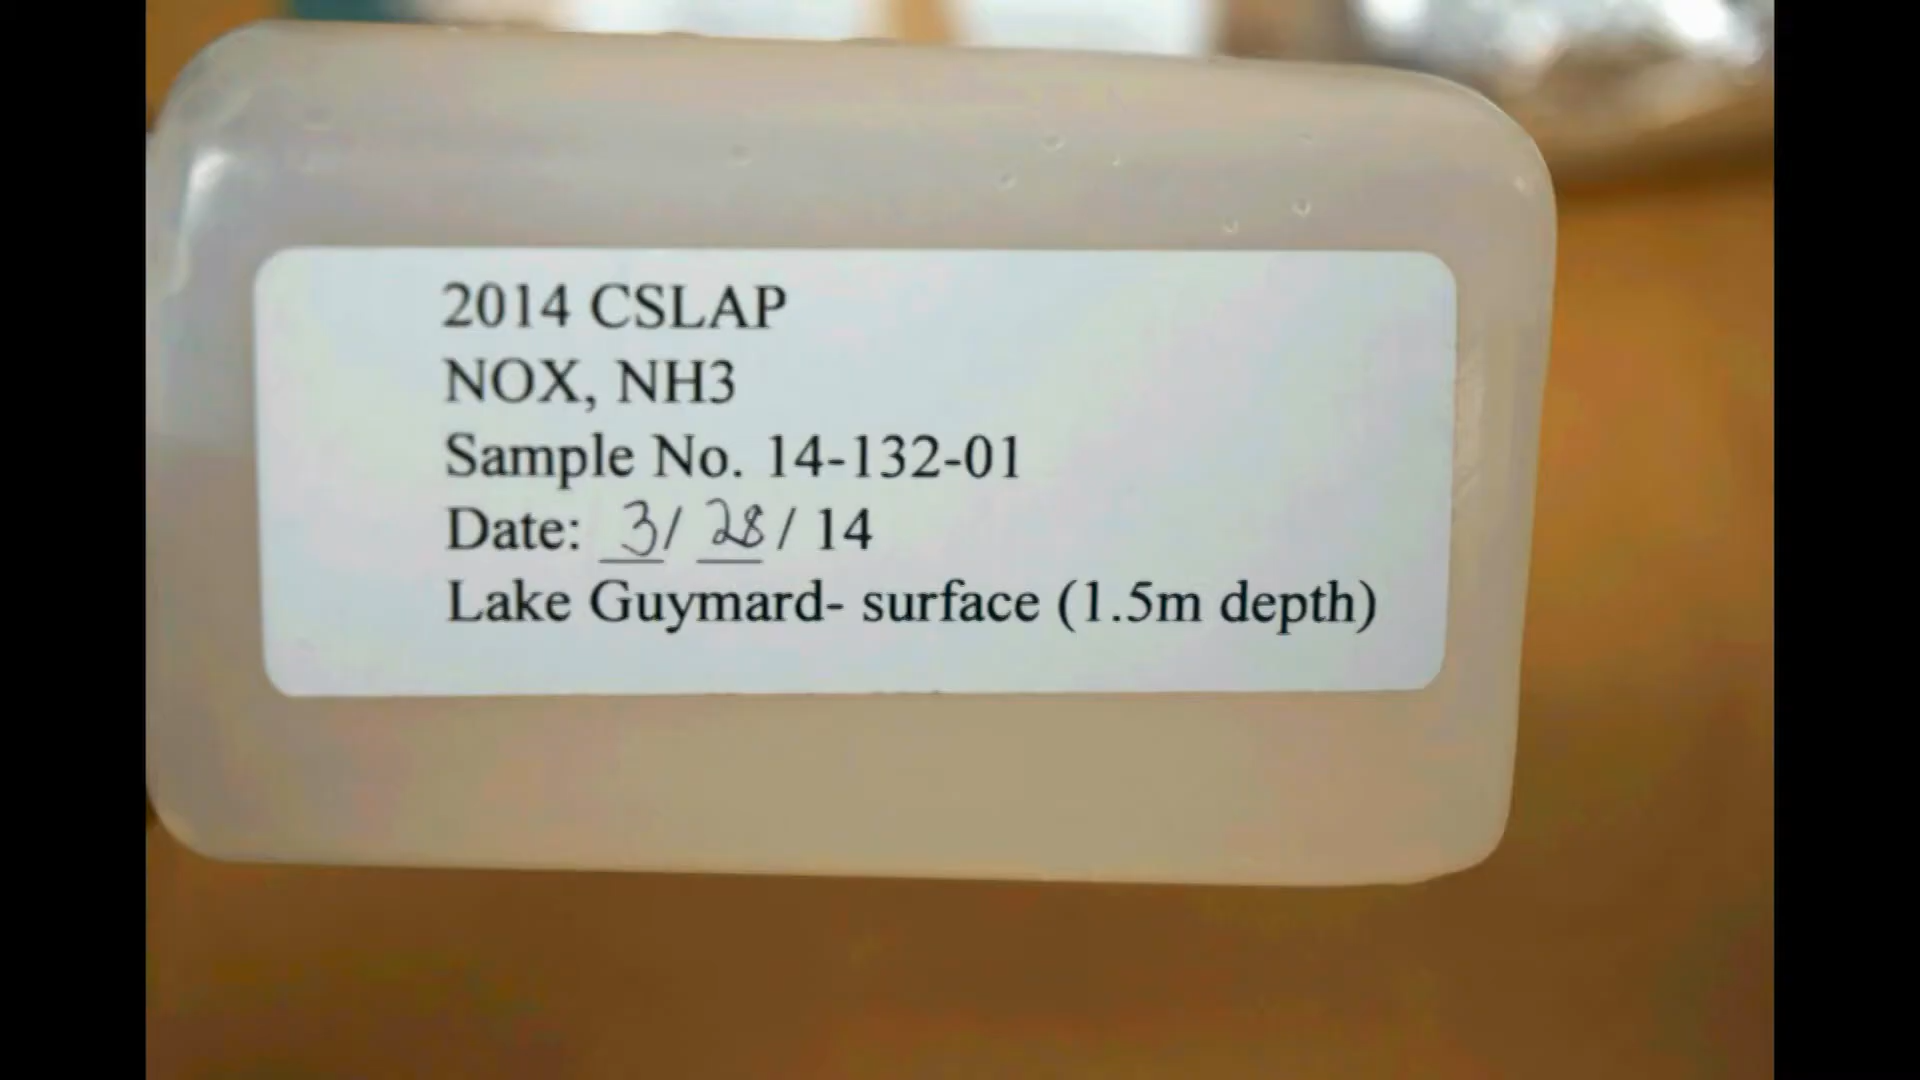 2014 CSLAP
NOX, NH3
Sample No. 14-132-01
Date: 3/ 28/ 14
Lake Guymard- surface (1.5m depth)